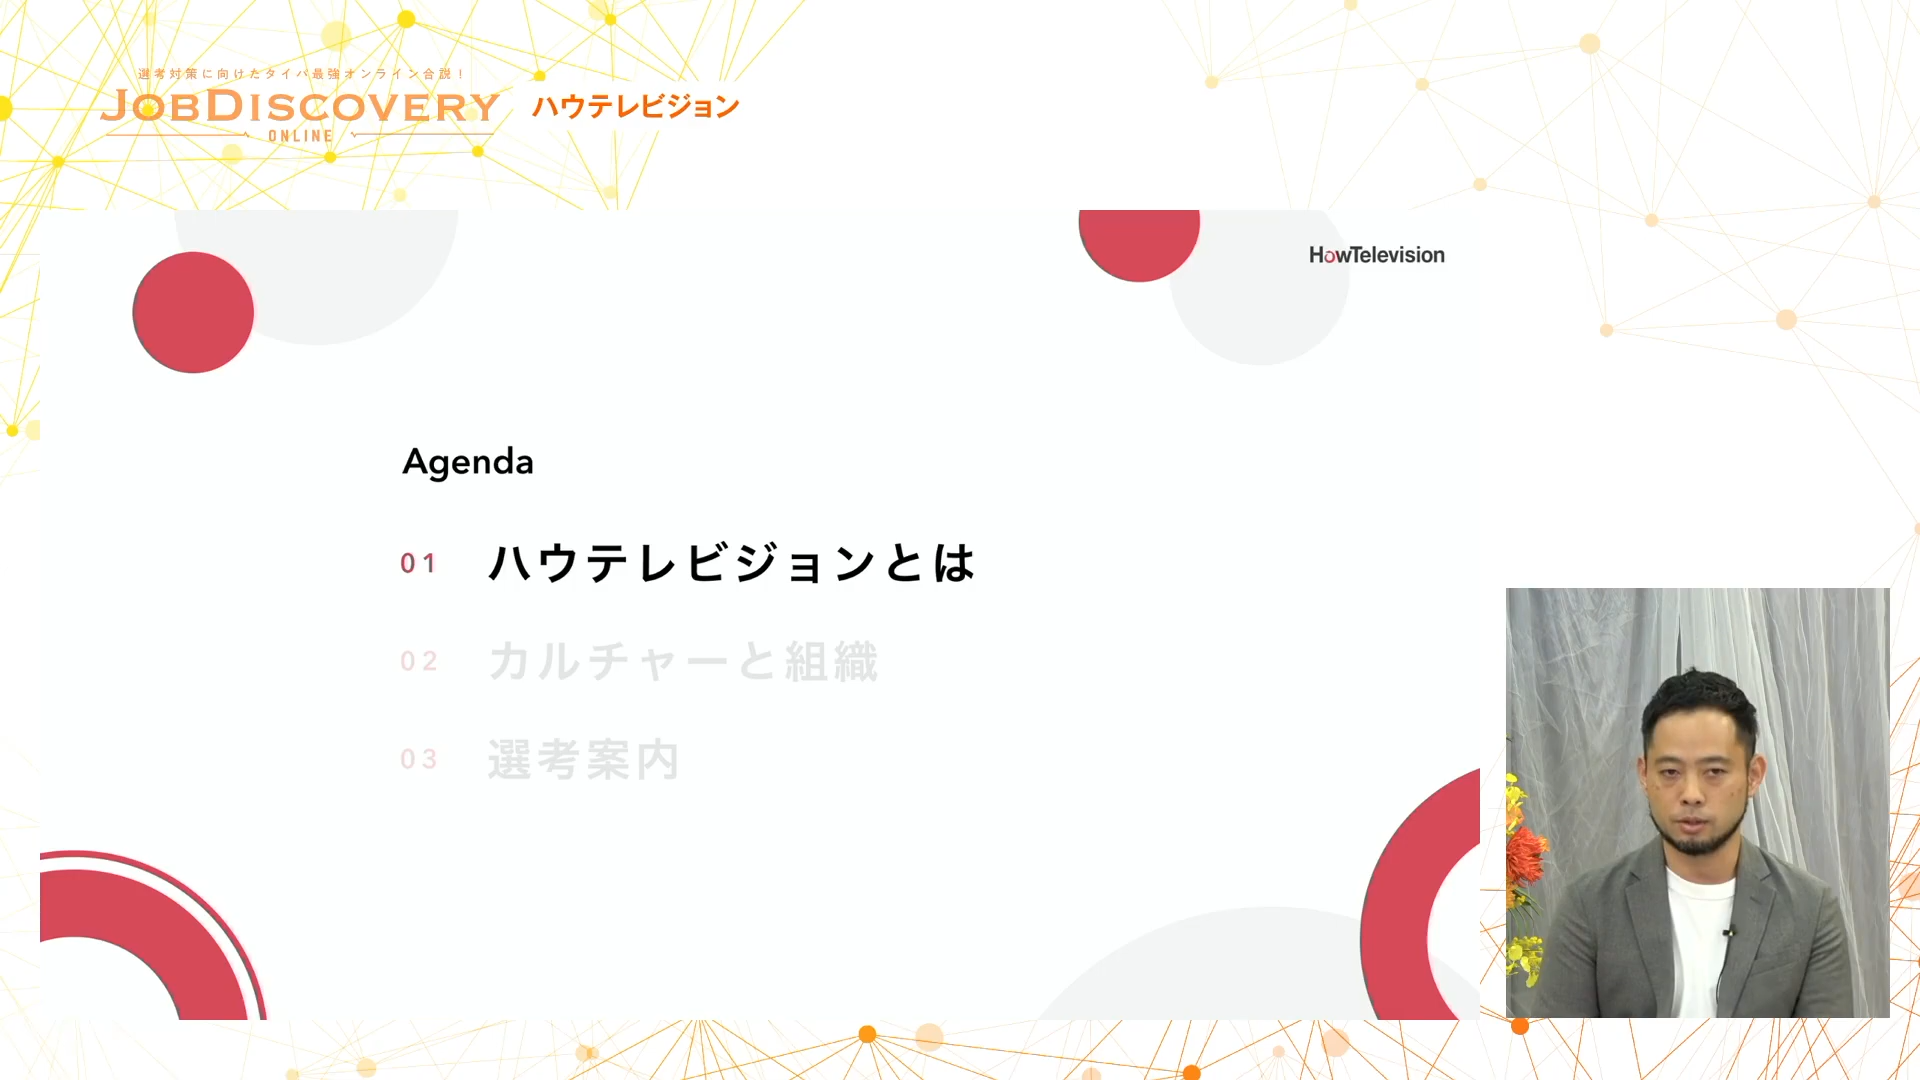 選考対策に向けたタイパ最強オンライン合説！
JOBDISCOVERY
ONLINE
ハウテレビジョン
HowTelevision
Agenda
01 ハウテレビジョンとは
02 カルチャーと組織
03 選考案内